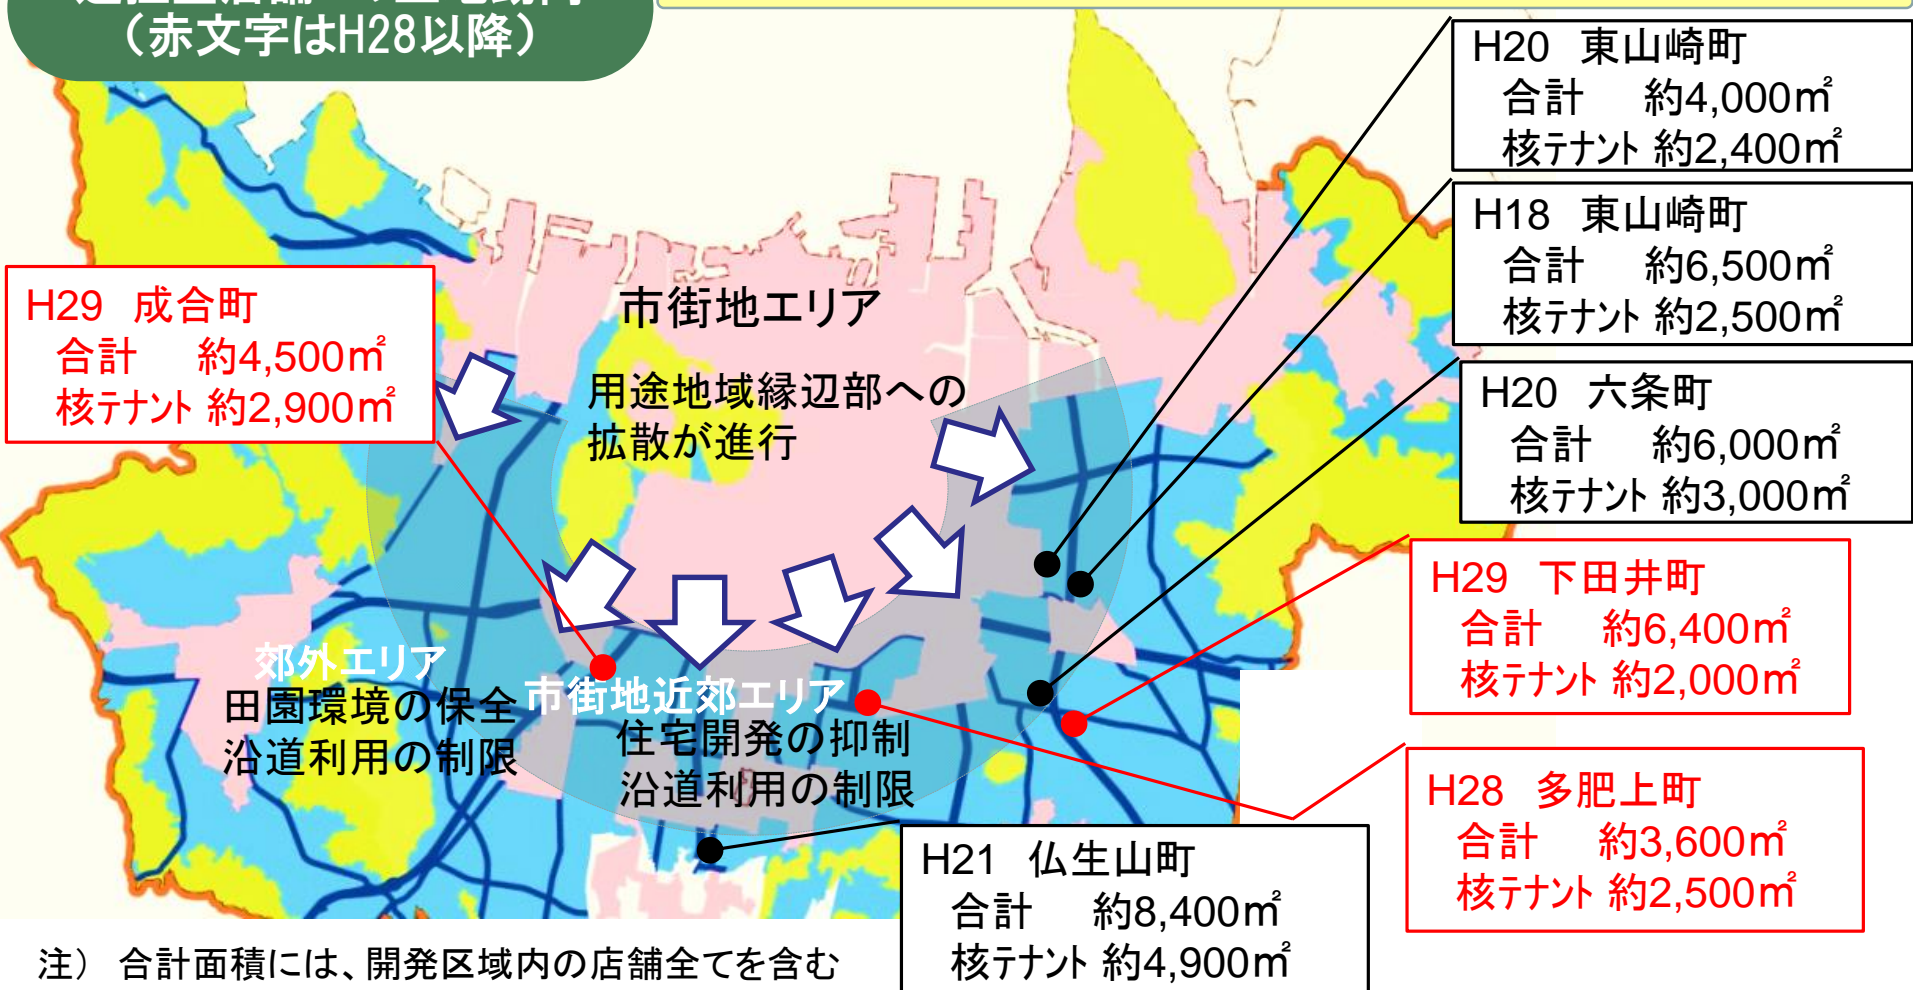 （赤文字はH28以降）
H20 東山崎町
合計 約4,000㎡
核テナント 約2,400㎡
H18 東山崎町
合計 約6,500㎡
核テナント 約2,500㎡
H29 成合町
合計 約4,500㎡
核テナント 約2,900㎡
市街地エリア
用途地域縁辺部への
拡散が進行
H20 六条町
合計 約6,000㎡
核テナント 約3,000㎡
H29 下田井町
合計 約6,400㎡
核テナント 約2,000㎡
郊外エリア
田園環境の保全
沿道利用の制限
市街地近郊エリア
住宅開発の抑制
沿道利用の制限
H28 多肥上町
合計 約3,600㎡
核テナント 約2,500㎡
H21 仏生山町
合計 約8,400㎡
核テナント 約4,900㎡
注） 合計面積には、開発区域内の店舗全てを含む